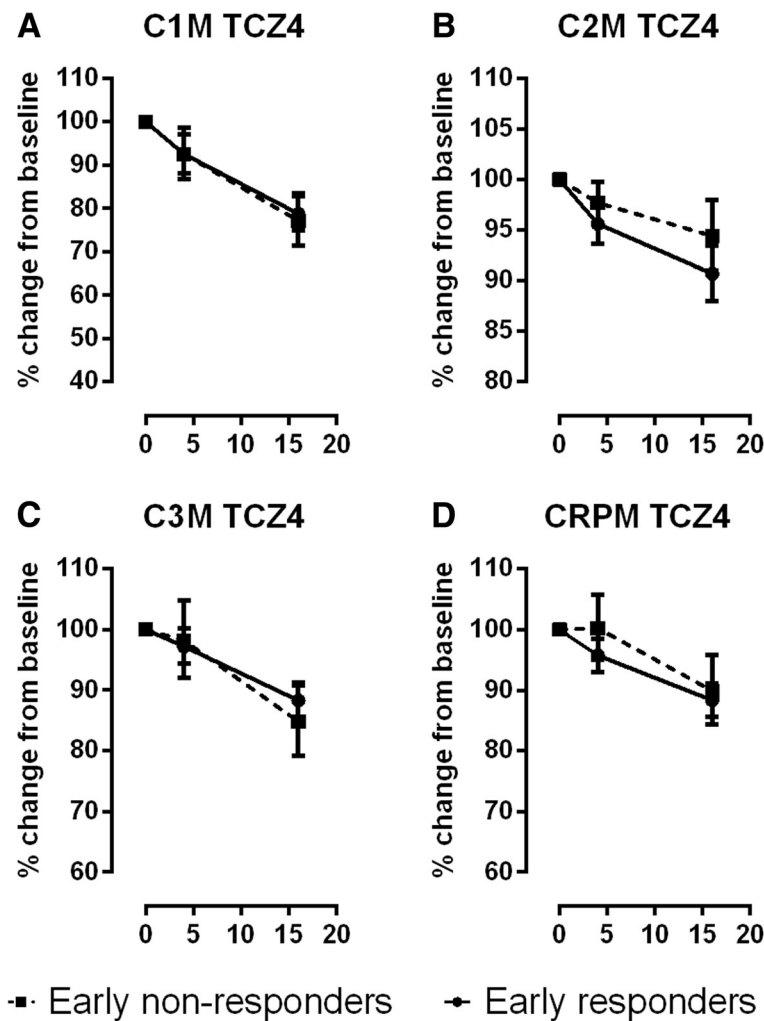 A C1M TCZ4
% change from baseline
110
100
90
80
70
60
50
40
0 5 10 15 20
B C2M TCZ4
% change from baseline
110
105
100
95
90
85
80
0 5 10 15 20
C C3M TCZ4
% change from baseline
110
100
90
80
70
60
0 5 10 15 20
D CRPM TCZ4
% change from baseline
110
100
90
80
70
60
0 5 10 15 20
Early non-responders Early responders